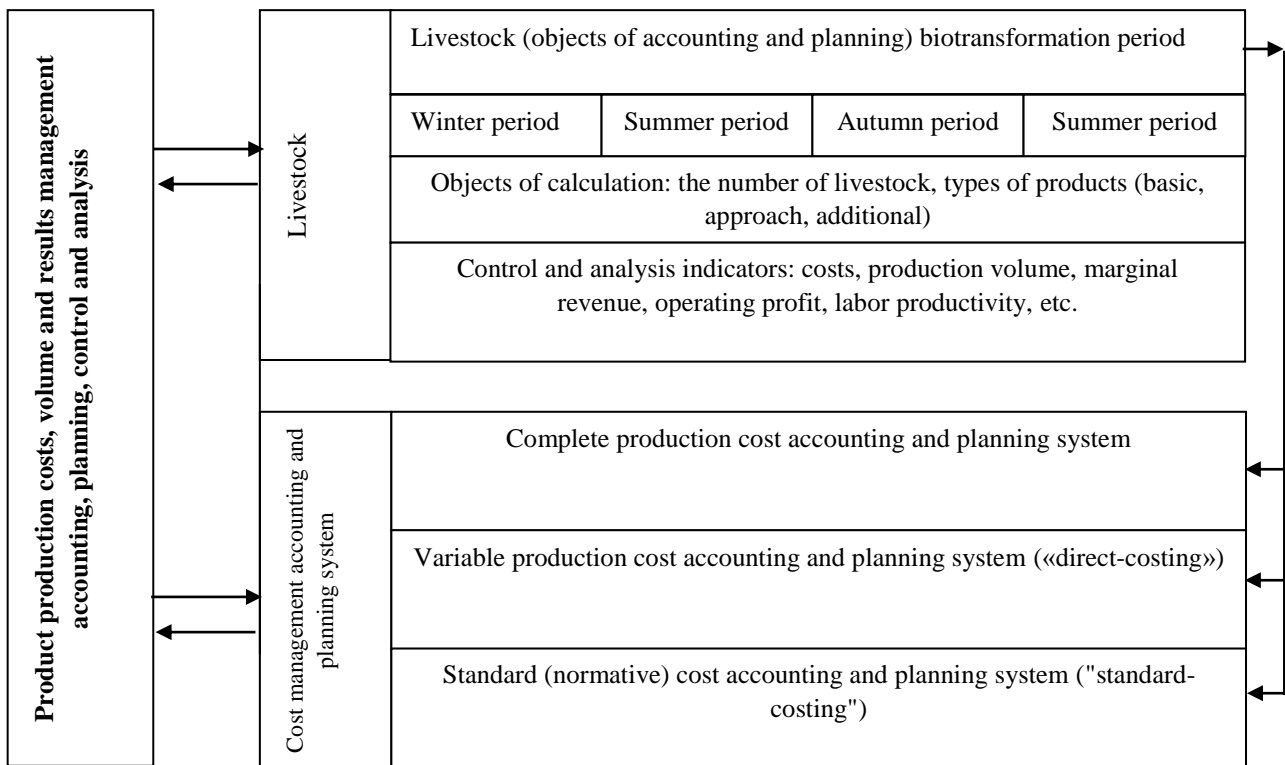 Product production costs, volume and results management
accounting, planning, control and analysis
Livestock
Livestock (objects of accounting and planning) biotransformation period
Winter period
Summer period
Autumn period
Summer period
Objects of calculation: the number of livestock, types of products (basic,
approach, additional)
Control and analysis indicators: costs, production volume, marginal
revenue, operating profit, labor productivity, etc.
Cost management accounting and
planning system
Complete production cost accounting and planning system
Variable production cost accounting and planning system («direct-costing»)
Standard (normative) cost accounting and planning system ("standard-
costing")